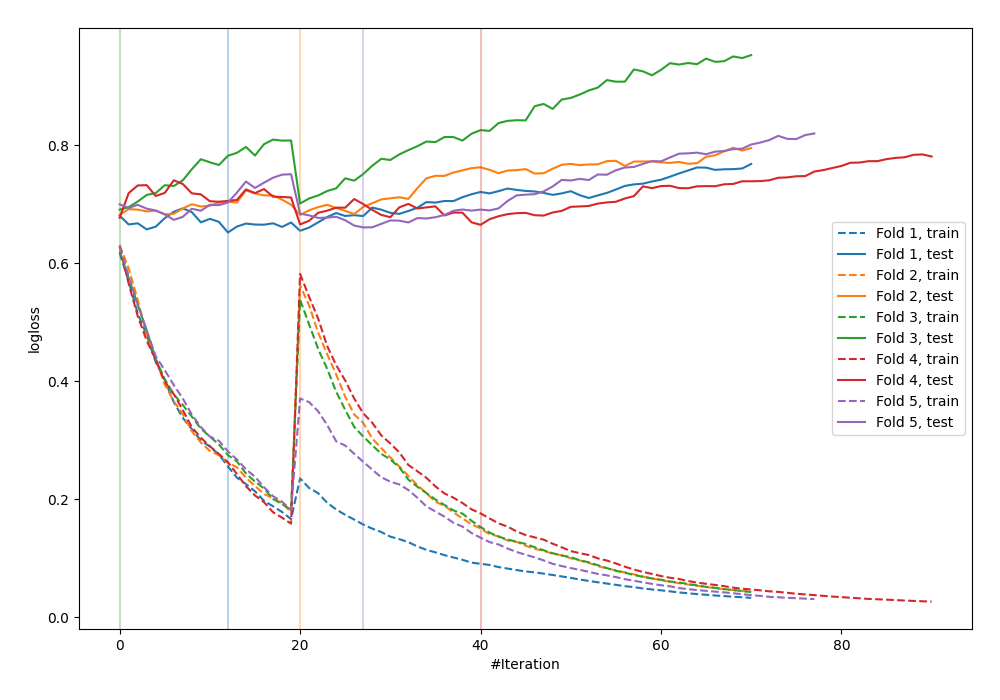 0.8
0.6
0.4
0.2
0.0
logloss
0
20
40
60
80
#Iteration
Fold 1, train
Fold 1, test
Fold 2, train
Fold 2, test
Fold 3, train
Fold 3, test
Fold 4, train
Fold 4, test
Fold 5, train
Fold 5, test